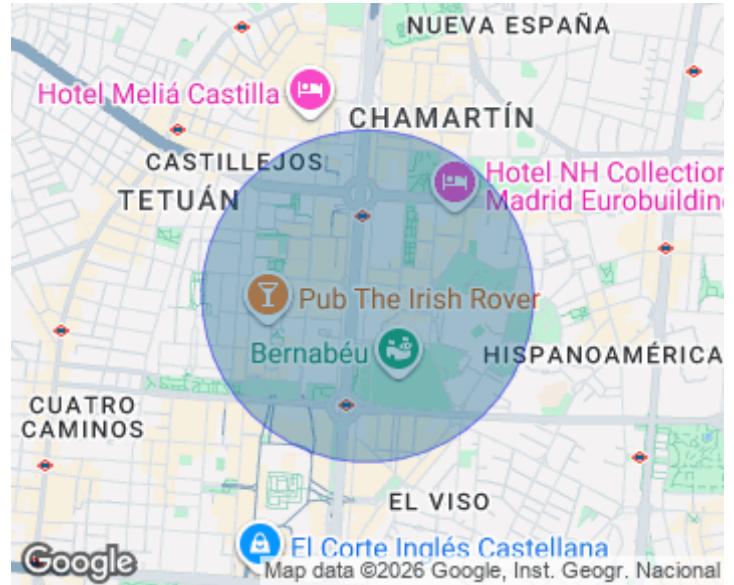 NUEVA ESPAÑA
Hotel Meliá Castilla
CHAMARTÍN
CASTILLEJOS
Hotel NH Collection
Madrid Eurobuilding
TETUÁN
Pub The Irish Rover
Bernabéu
HISPANOAMÉRICA
CUATRO
CAMINOS
EL VISO
El Corte Inglés Castellana
Google
Map data ©2026 Google, Inst. Geogr. Nacional